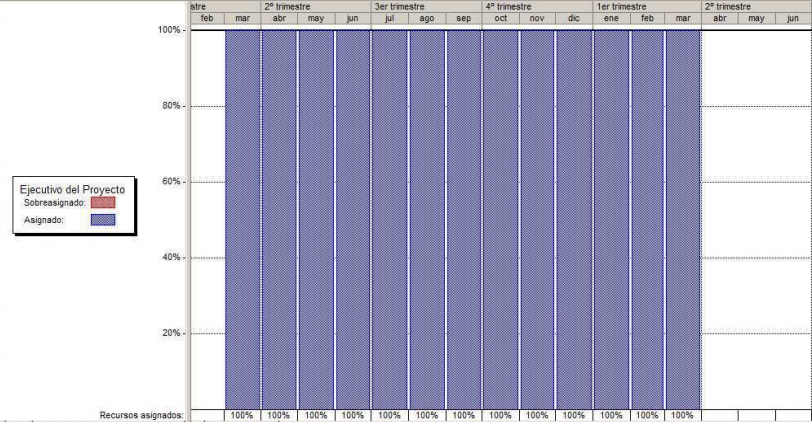 stre 2º trimestre 3er trimestre 4º trimestre 1er trimestre 2º trimestre
feb mar abr may jun jul ago sep oct nov dic ene feb mar abr may jun
100%
80%
60%
Ejecutivo del Proyecto
Sobreasignado:
Asignado:
40%
20%
Recursos asignados: 100% 100% 100% 100% 100% 100% 100% 100% 100% 100% 100% 100% 100%